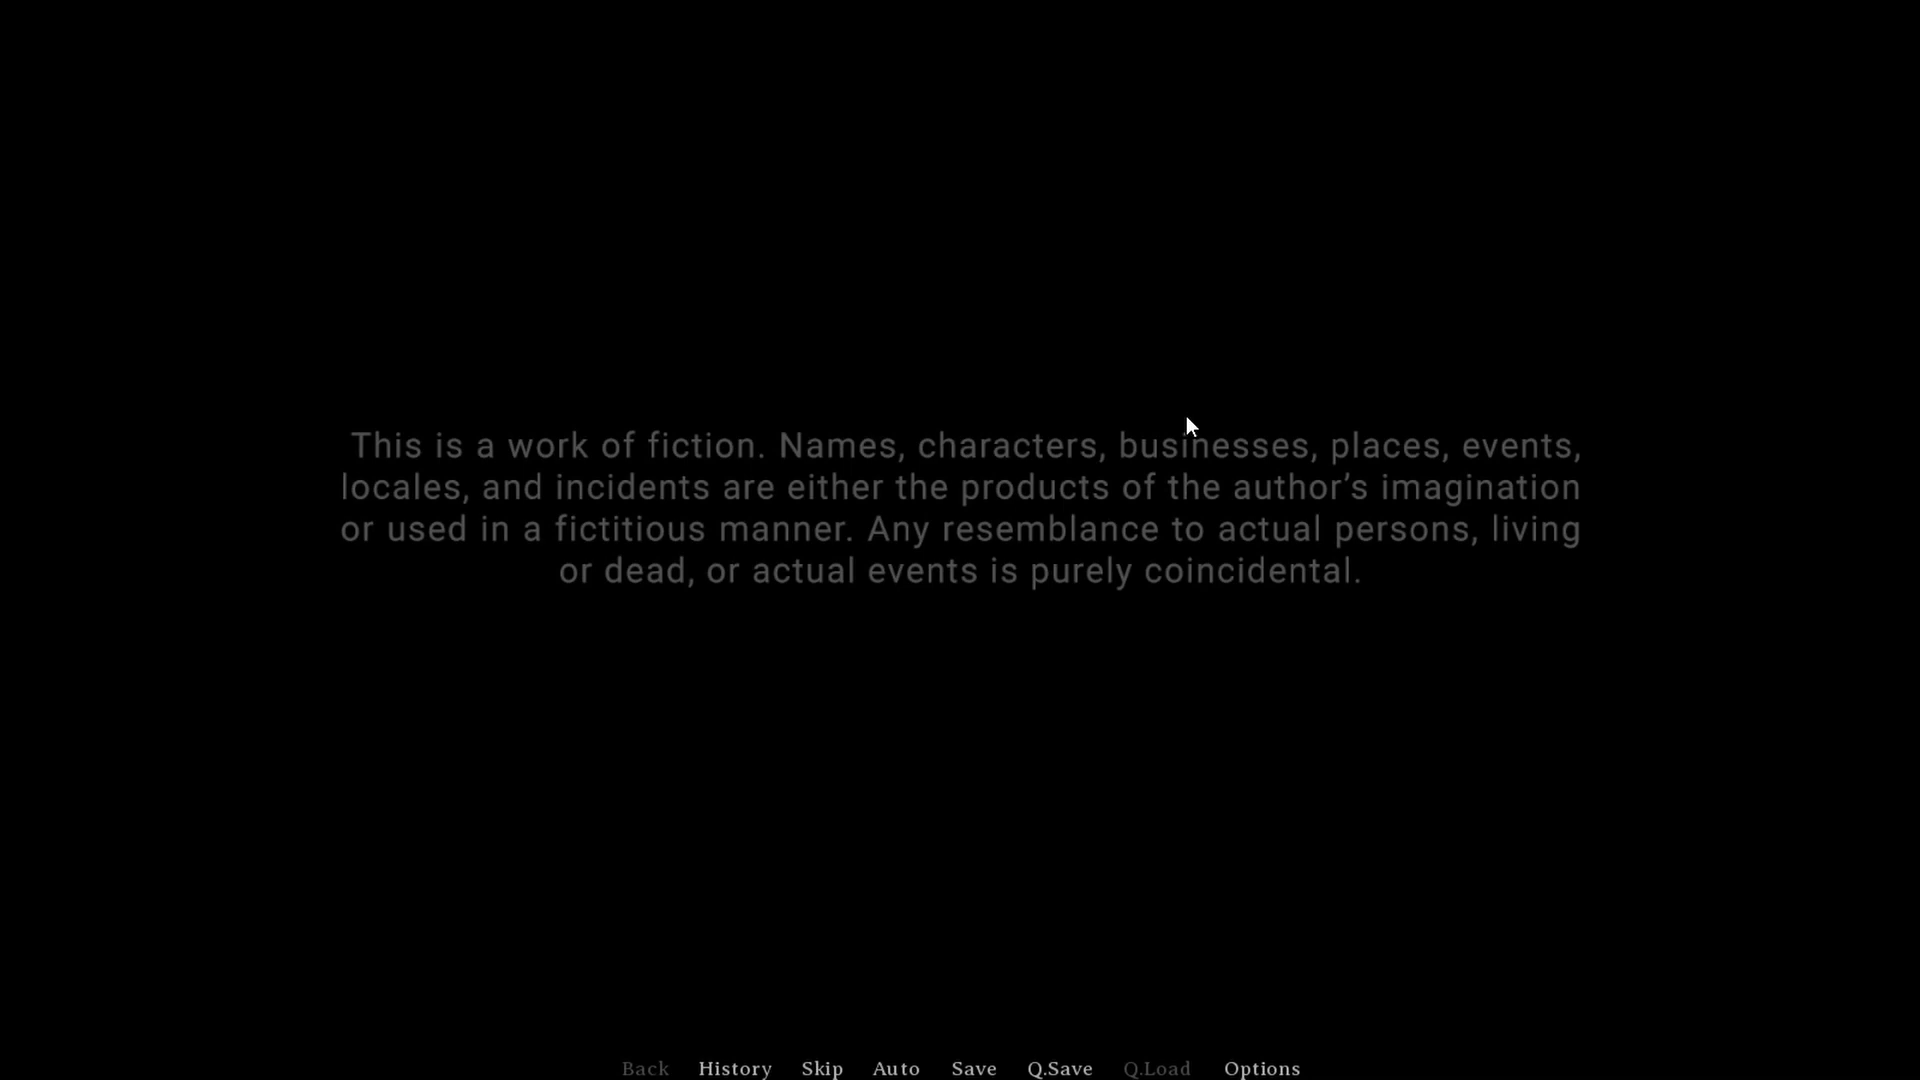 This is a work of fiction. Names, characters, businesses, places, events,
locales, and incidents are either the products of the author’s imagination
or used in a fictitious manner. Any resemblance to actual persons, living
or dead, or actual events is purely coincidental.
Back History Skip Auto Save Q.Save Q.Load Options